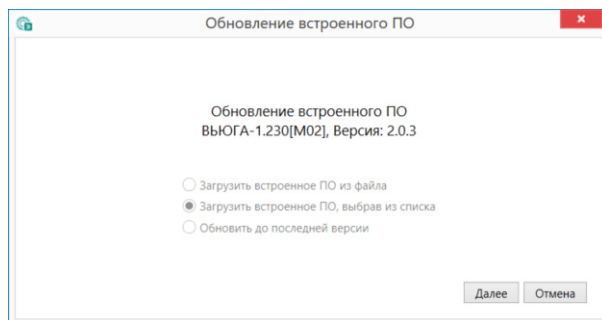 Обновление встроенного ПО
Обновление встроенного ПО
ВЬЮГА-1.230[М02], Версия: 2.0.3
Загрузить встроенное ПО из файла
Загрузить встроенное ПО, выбрав из списка
Обновить до последней версии
Далее Отмена